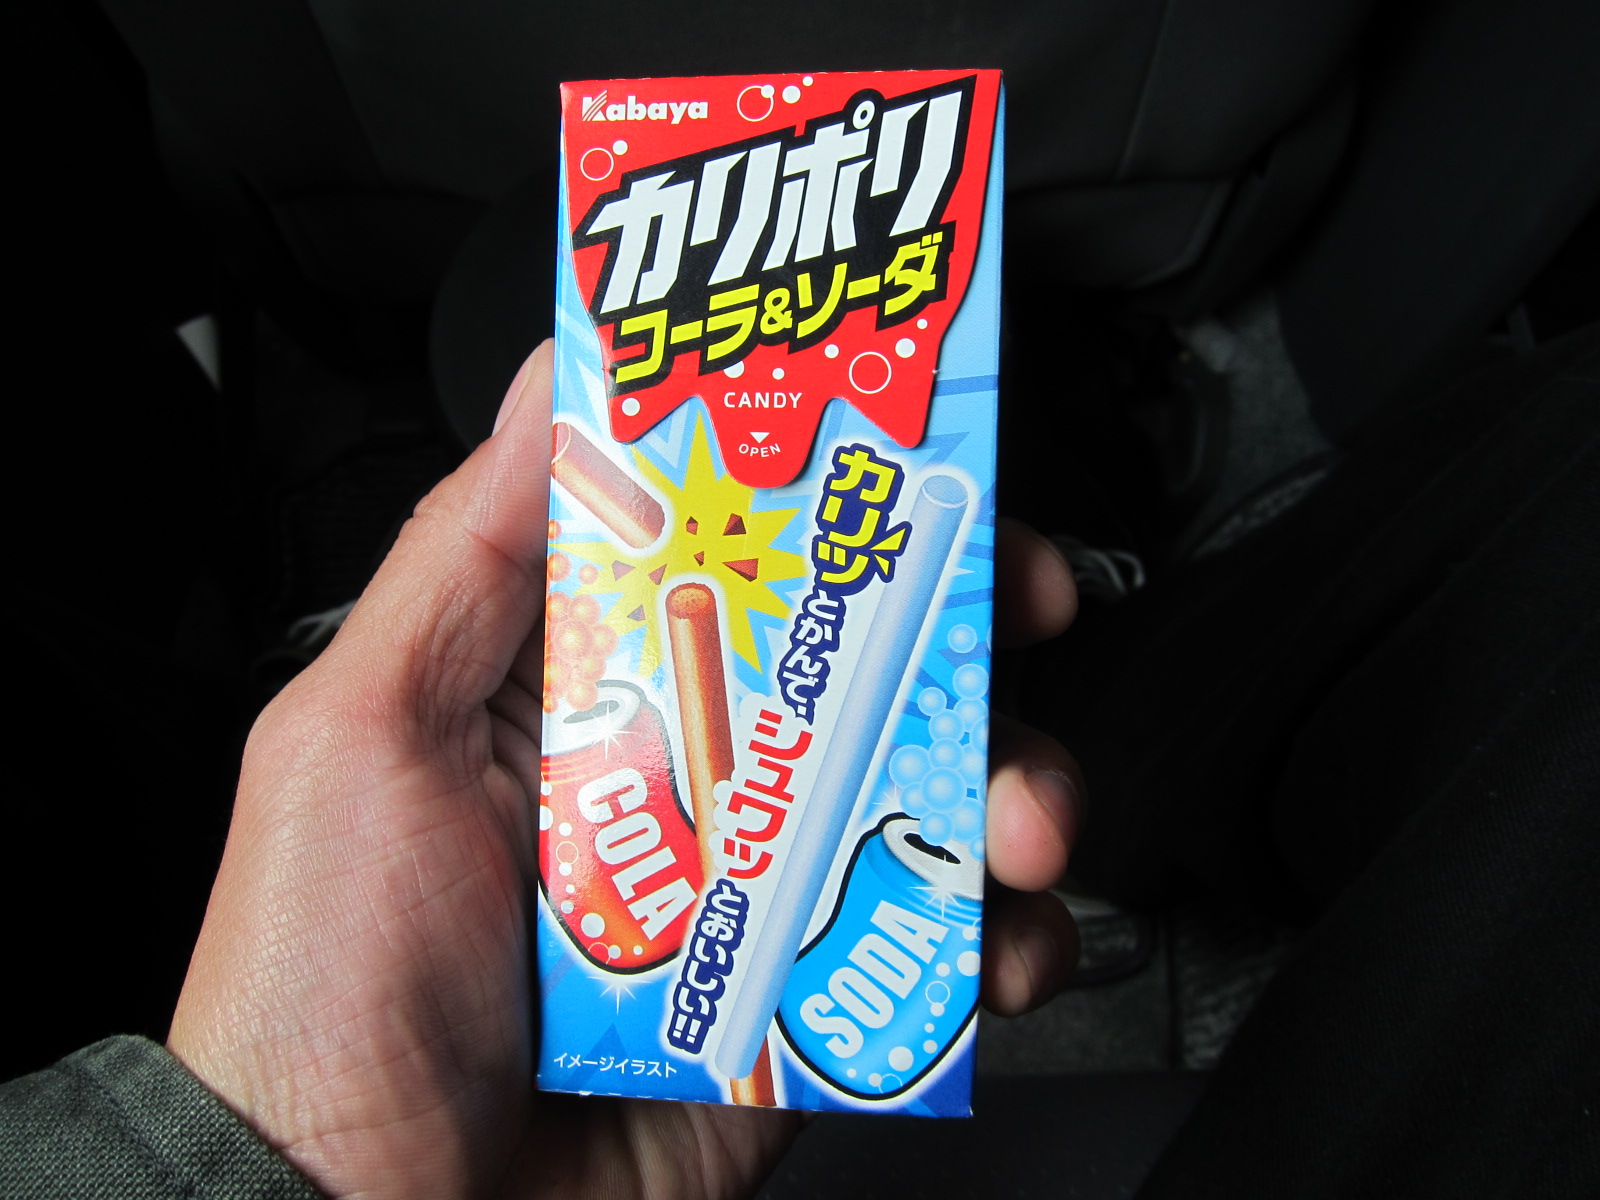 Kabaya
カリポリ
コーラ&ソーダ
CANDY
OPEN
カリッとかんで、
シュワッとおいしい!!
COLA
SODA
イメージイラスト